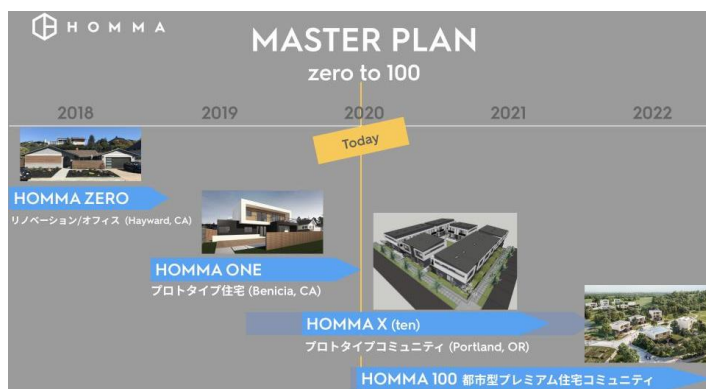 HOMMA
MASTER PLAN
zero to 100
2018 2019 2020 2021 2022
Today
HOMMA ZERO
リノベーション/オフィス (Hayward, CA)
HOMMA ONE
プロトタイプ住宅 (Benicia, CA)
HOMMA X (ten)
プロトタイプコミュニティ (Portland, OR)
HOMMA 100 都市型プレミアム住宅コミュニティ